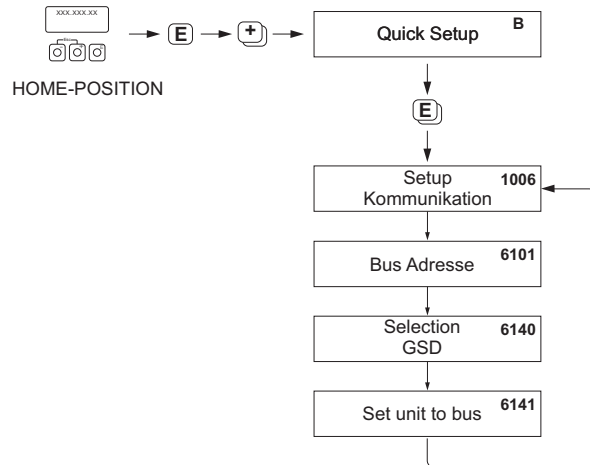 xxx.xxx.xx
Esc
E
+
Quick Setup
B
HOME-POSITION
E
Setup
Kommunikation
1006
Bus Adresse
6101
Selection
GSD
6140
Set unit to bus
6141